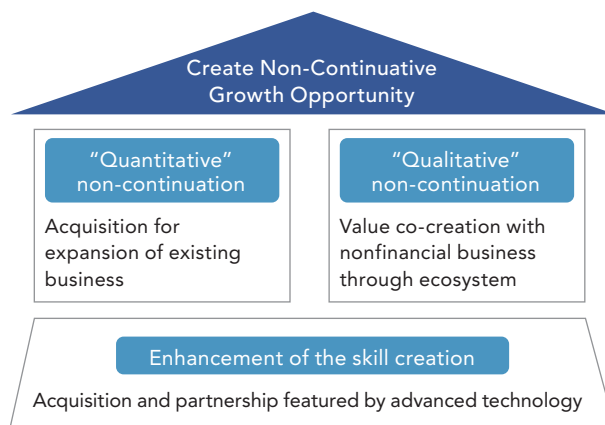 Create Non-Continuative
Growth Opportunity
“Quantitative”
non-continuation
Acquisition for
expansion of existing
business
“Qualitative”
non-continuation
Value co-creation with
nonfinancial business
through ecosystem
Enhancement of the skill creation
Acquisition and partnership featured by advanced technology